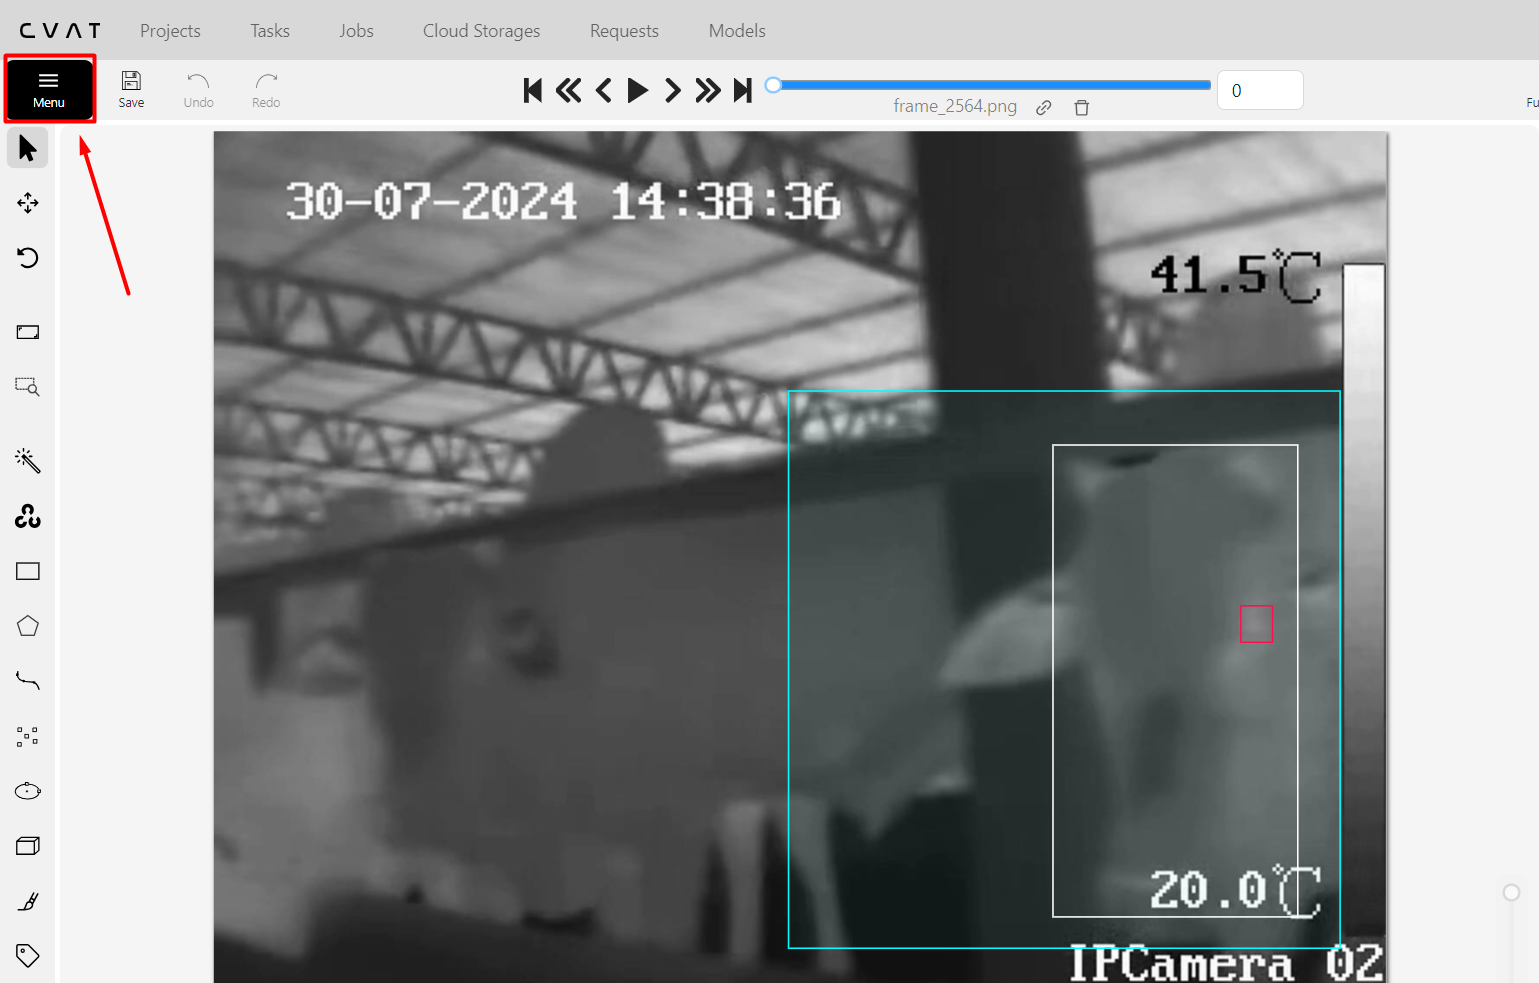 CVAT Projects Tasks Jobs Cloud Storages Requests Models
Menu Save Undo Redo 0
frame_2564.png
Fu
30-07-2024 14:38:36
41.5℃
20.0℃
IPCamera 02